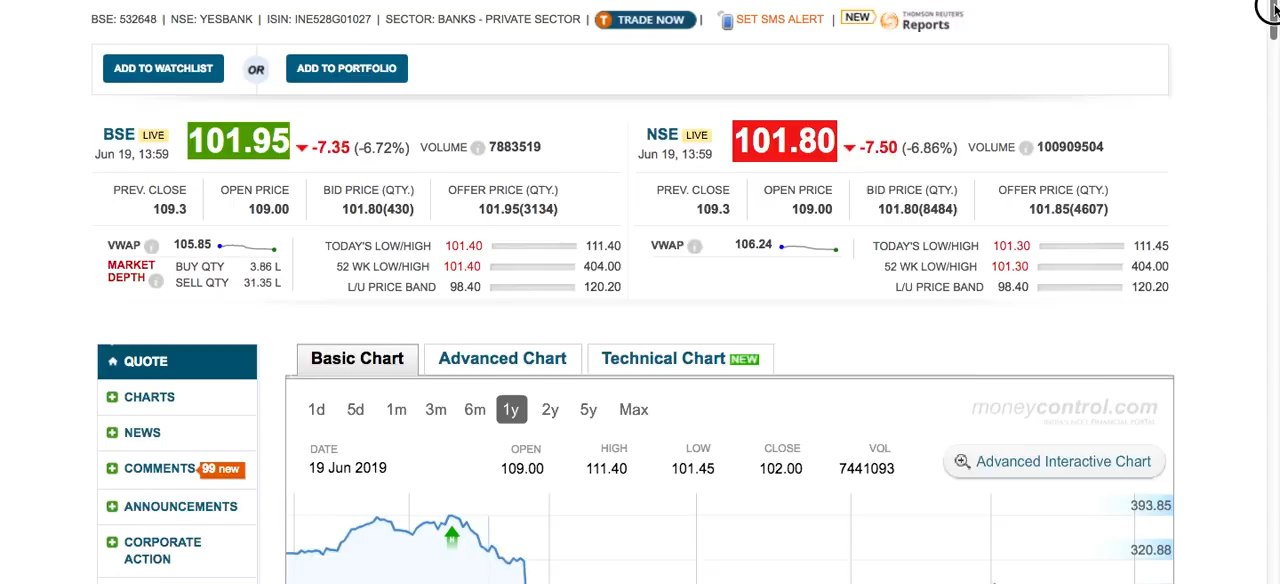 BSE: 532648 | NSE: YESBANK | ISIN: INE528G01027 | SECTOR: BANKS - PRIVATE SECTOR | T TRADE NOW | SET SMS ALERT | NEW THOMSON REUTERS Reports
ADD TO WATCHLIST OR ADD TO PORTFOLIO
BSE LIVE 101.95 -7.35 (-6.72%) VOLUME i 7883519
Jun 19, 13:59
PREV. CLOSE OPEN PRICE BID PRICE (QTY.) OFFER PRICE (QTY.)
109.3 109.00 101.80(430) 101.95(3134)
VWAP i 105.85
MARKET DEPTH i
BUY QTY 3.86 L
SELL QTY 31.35 L
TODAY'S LOW/HIGH 101.40 111.40
52 WK LOW/HIGH 101.40 404.00
L/U PRICE BAND 98.40 120.20
NSE LIVE 101.80 -7.50 (-6.86%) VOLUME i 100909504
Jun 19, 13:59
PREV. CLOSE OPEN PRICE BID PRICE (QTY.) OFFER PRICE (QTY.)
109.3 109.00 101.80(8484) 101.85(4607)
VWAP i 106.24
TODAY'S LOW/HIGH 101.30 111.45
52 WK LOW/HIGH 101.30 404.00
L/U PRICE BAND 98.40 120.20
QUOTE
CHARTS
NEWS
COMMENTS 99 new
ANNOUNCEMENTS
CORPORATE
ACTION
Basic Chart Advanced Chart Technical Chart NEW
1d 5d 1m 3m 6m 1y 2y 5y Max
moneycontrol.com
INDIA'S NO.1 FINANCIAL PORTAL
DATE OPEN HIGH LOW CLOSE VOL
19 Jun 2019 109.00 111.40 101.45 102.00 7441093
Advanced Interactive Chart
393.85
H
320.88